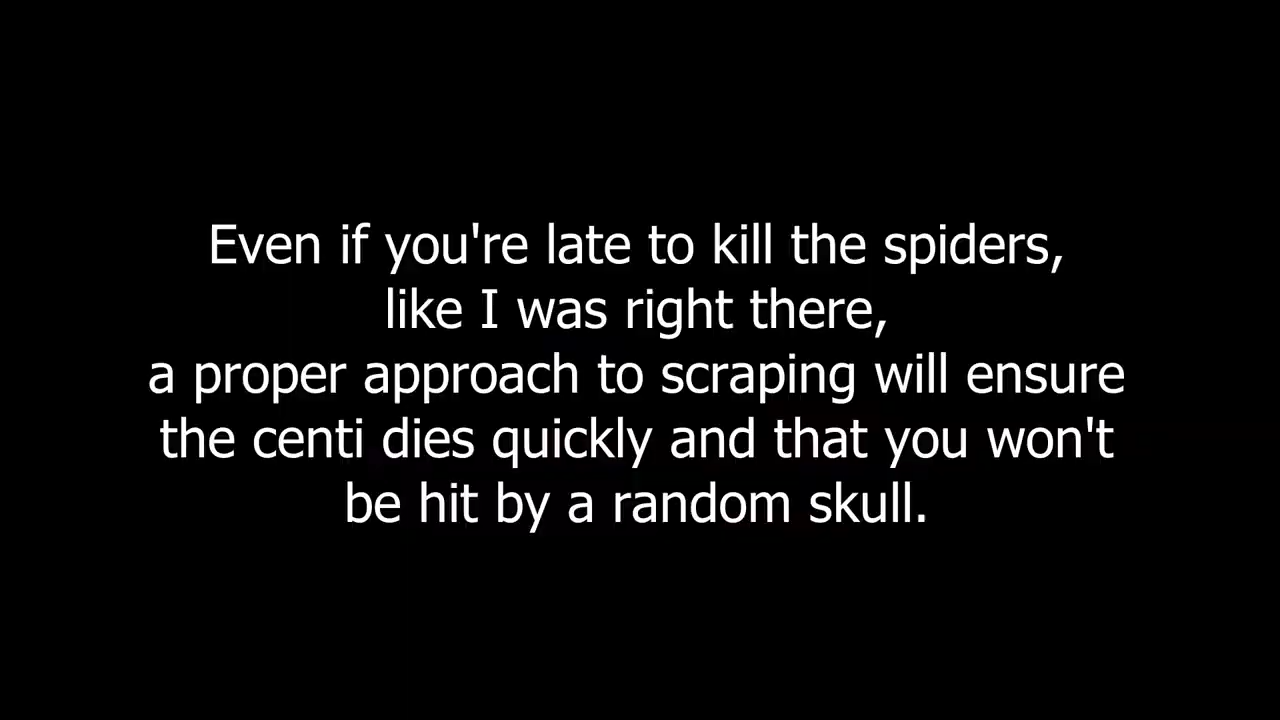 Even if you're late to kill the spiders,
like I was right there,
a proper approach to scraping will ensure
the centi dies quickly and that you won't
be hit by a random skull.